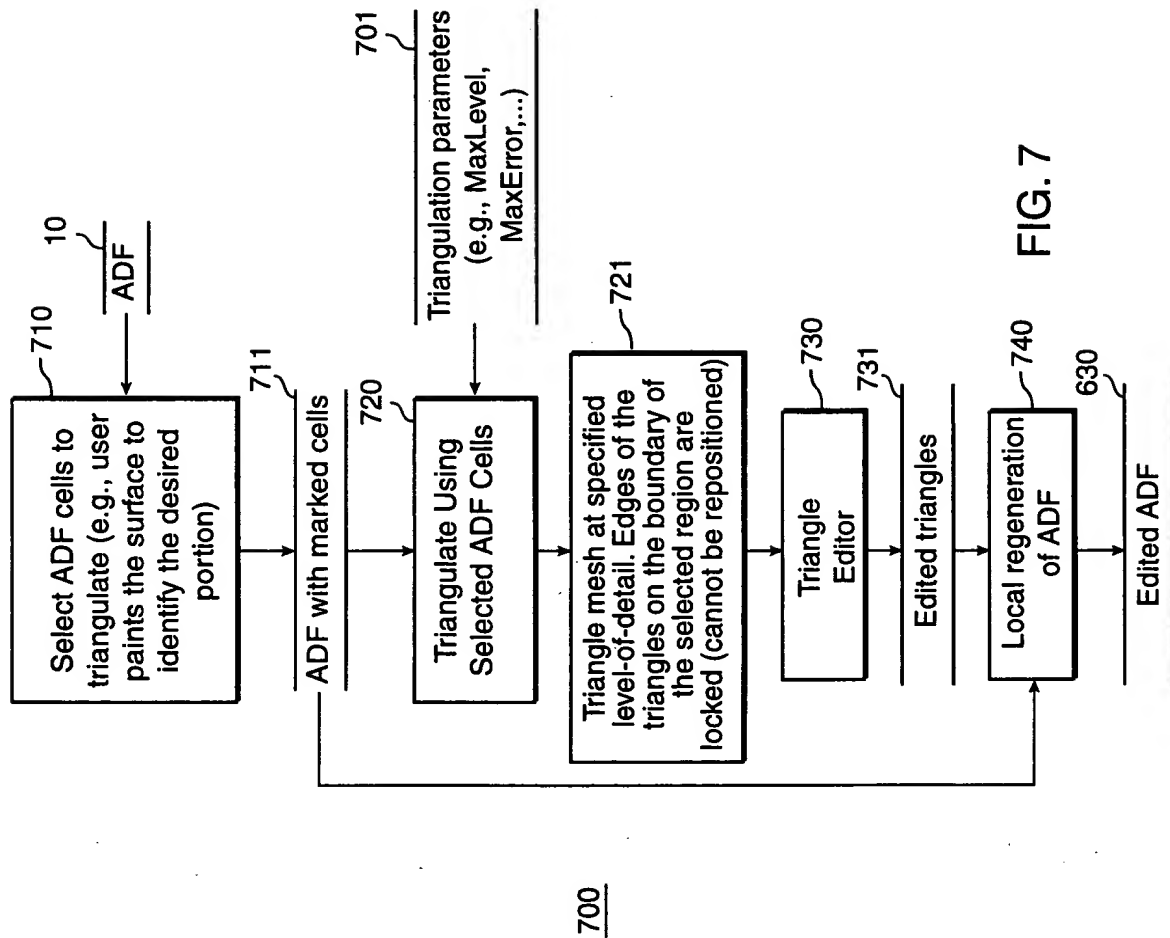 700
710
Select ADF cells to
triangulate (e.g., user
paints the surface to
identify the desired
portion)
10
ADF
711
ADF with marked cells
701
Triangulation parameters
(e.g., MaxLevel,
MaxError,...)
720
Triangulate Using
Selected ADF Cells
721
Triangle mesh at specified
level-of-detail. Edges of the
triangles on the boundary of
the selected region are
locked (cannot be repositioned)
730
Triangle
Editor
731
Edited triangles
740
Local regeneration
of ADF
630
Edited ADF
FIG. 7